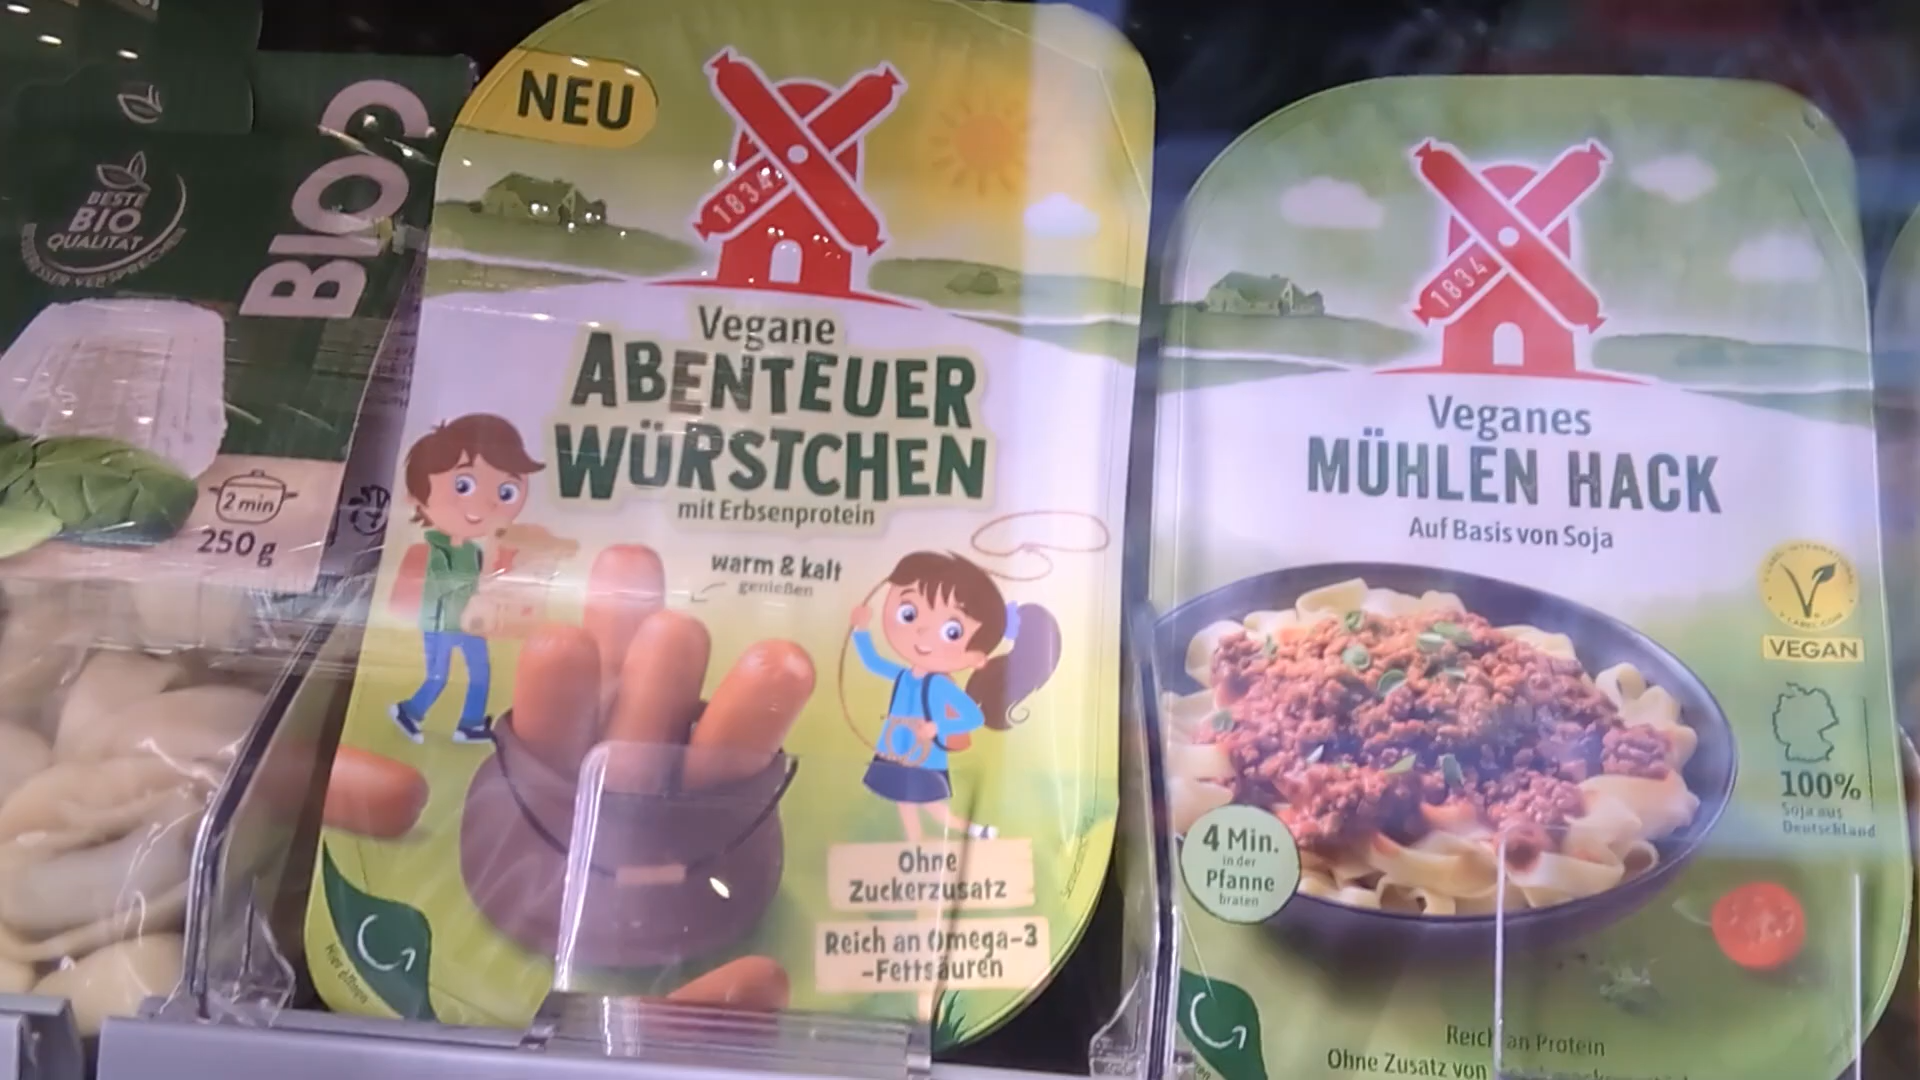 BESTE
BIO
QUALITÄT
BIO
2 min
250 g
NEU
1834
Vegane
ABENTEUER
WÜRSTCHEN
mit Erbsenprotein
warm & kalt
genießen
Ohne
Zuckerzusatz
Reich an Omega-3
-Fettsäuren
Hier öffnen
1834
Veganes
MÜHLEN HACK
Auf Basis von Soja
VEGAN
100%
Soja aus
Deutschland
4 Min.
in der
Pfanne
braten
Reich an Protein
Ohne Zusatz von